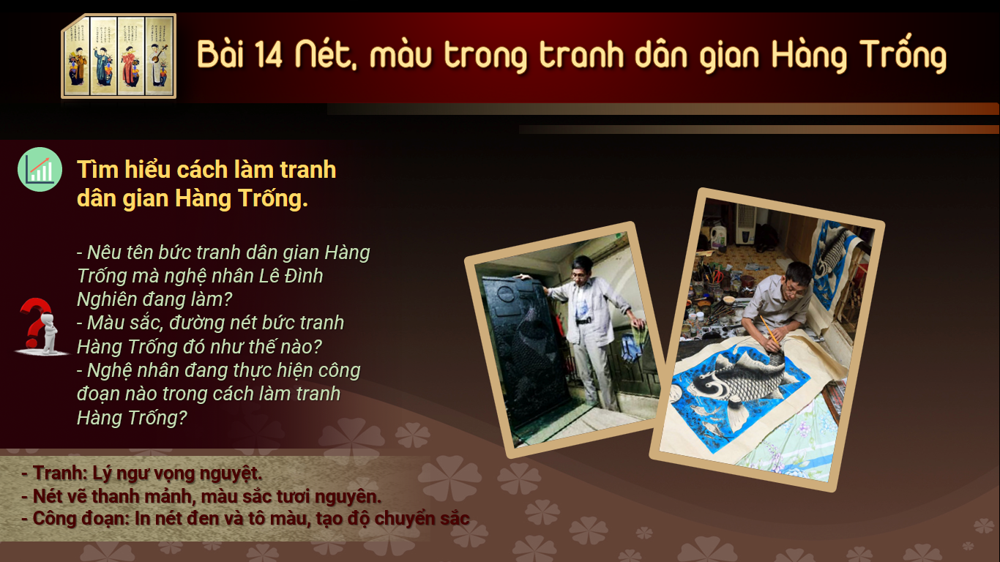 Bài 14 Nét, màu trong tranh dân gian Hàng Trống
Tìm hiểu cách làm tranh
dân gian Hàng Trống.
- Nêu tên bức tranh dân gian Hàng
Trống mà nghệ nhân Lê Đình
Nghiên đang làm?
- Màu sắc, đường nét bức tranh
Hàng Trống đó như thế nào?
- Nghệ nhân đang thực hiện công
đoạn nào trong cách làm tranh
Hàng Trống?
- Tranh: Lý ngư vọng nguyệt.
- Nét vẽ thanh mảnh, màu sắc tươi nguyên.
- Công đoạn: In nét đen và tô màu, tạo độ chuyển sắc